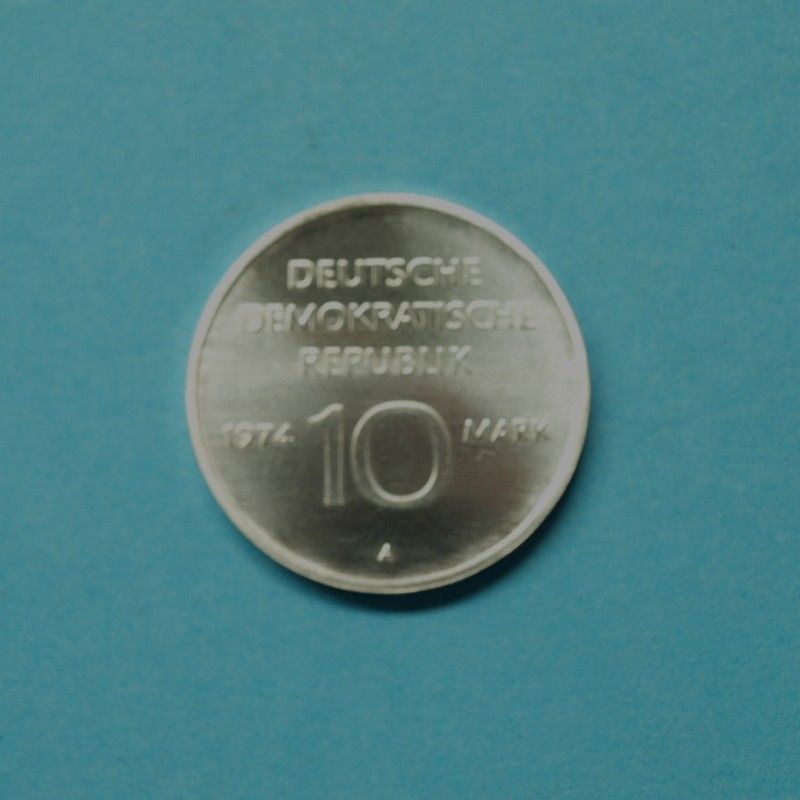 DEUTSCHE
DEMOKRATISCHE
REPUBLIK
1974 10 MARK
A